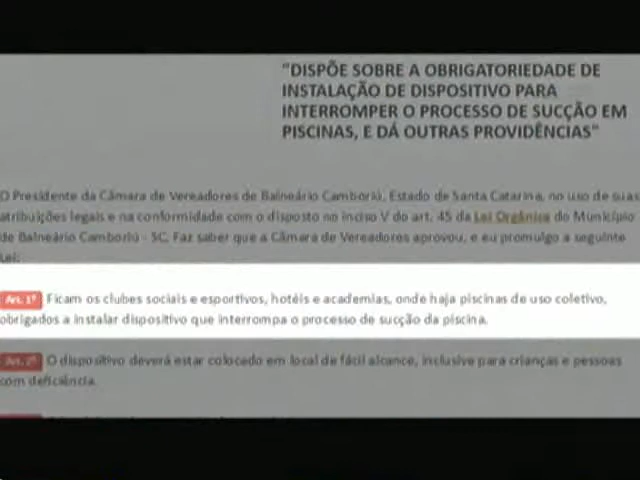 "DISPÕE SOBRE A OBRIGATORIEDADE DE
INSTALAÇÃO DE DISPOSITIVO PARA
INTERROMPER O PROCESSO DE SUCÇÃO EM
PISCINAS, E DÁ OUTRAS PROVIDÊNCIAS"
O Presidente da Câmara de Vereadores de Balneário Camboriú, Estado de Santa Catarina, no uso de suas
atribuições legais e na conformidade com o disposto no inciso V do art. 45 da Lei Orgânica do Município
de Balneário Camboriú - SC, Faz saber que a Câmara de Vereadores aprovou, e eu promulgo a seguinte
Lei:
Art. 1º Ficam os clubes sociais e esportivos, hotéis e academias, onde haja piscinas de uso coletivo,
obrigados a instalar dispositivo que interrompa o processo de sucção da piscina.
Art. 2º O dispositivo deverá estar colocado em local de fácil alcance, inclusive para crianças e pessoas
com deficiência.